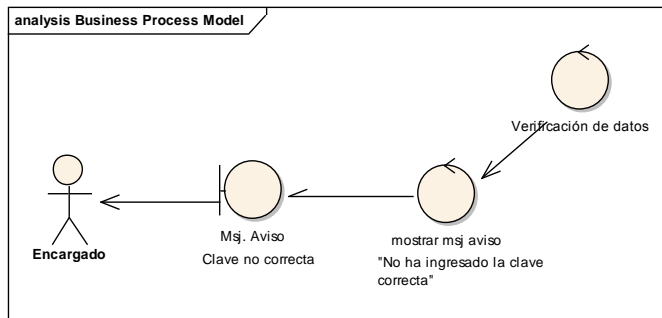 analysis Business Process Model
Verificación de datos
Encargado
Msj. Aviso
Clave no correcta
mostrar msj aviso
"No ha ingresado la clave
correcta"